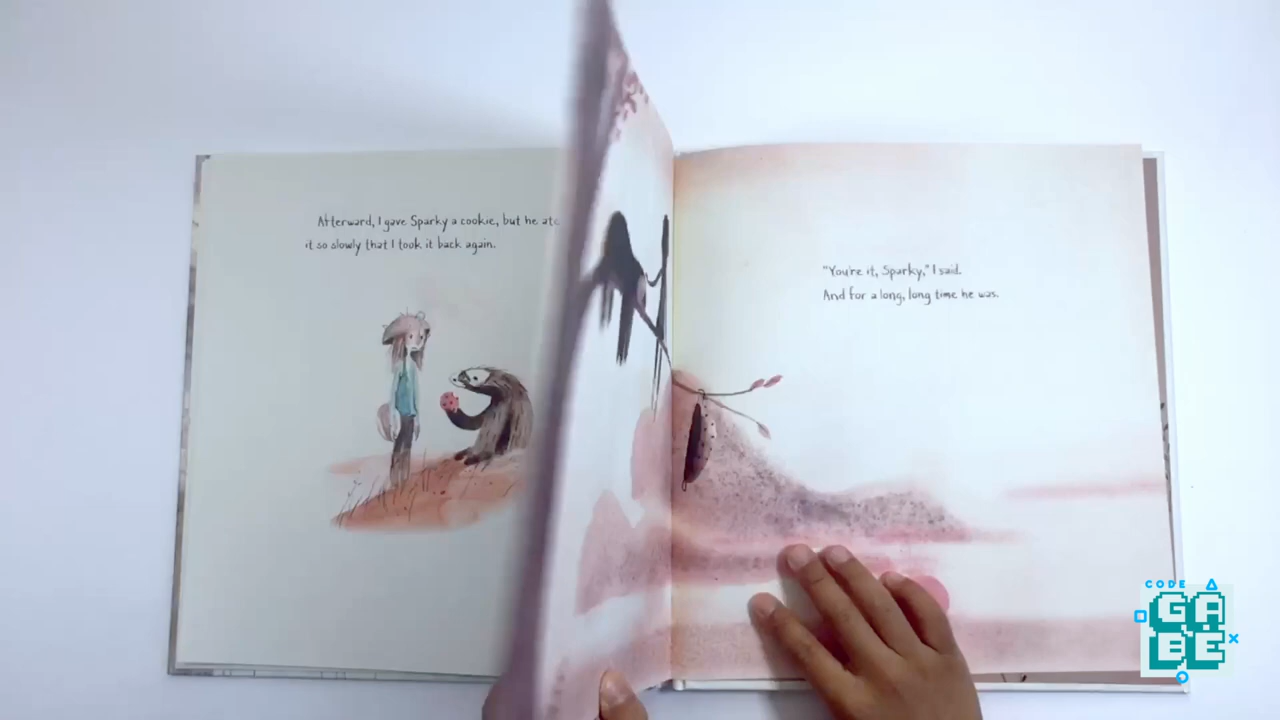 Afterward, I gave Sparky a cookie, but he ate
it so slowly that I took it back again.
"You're it, Sparky," I said.
And for a long, long time he was.
CODE
GA
BE